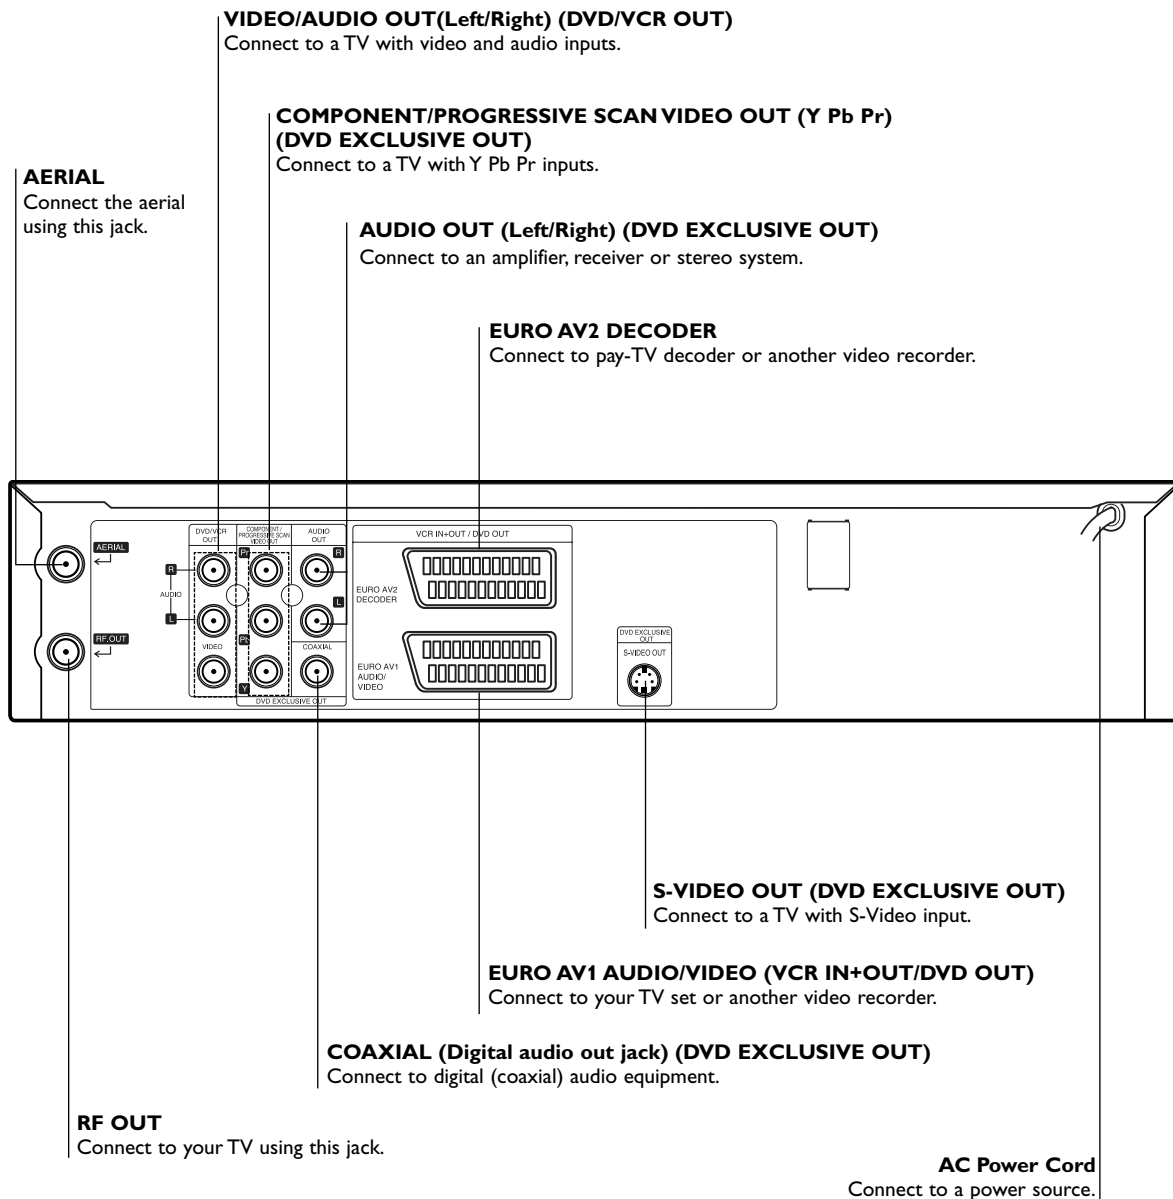 VIDEO/AUDIO OUT(Left/Right) (DVD/VCR OUT)
Connect to a TV with video and audio inputs.
COMPONENT/PROGRESSIVE SCAN VIDEO OUT (Y Pb Pr)
(DVD EXCLUSIVE OUT)
Connect to a TV with Y Pb Pr inputs.
AERIAL
Connect the aerial
using this jack.
AUDIO OUT (Left/Right) (DVD EXCLUSIVE OUT)
Connect to an amplifier, receiver or stereo system.
EURO AV2 DECODER
Connect to pay-TV decoder or another video recorder.
AERIAL
RF.OUT
DVD/VCR
OUT
R
AUDIO
L
VIDEO
COMPONENT/
PROGRESSIVE SCAN
VIDEO OUT
Pr
Pb
Y
AUDIO
OUT
R
L
COAXIAL
DVD EXCLUSIVE OUT
VCR IN+OUT / DVD OUT
EURO AV2
DECODER
EURO AV1
AUDIO/
VIDEO
DVD EXCLUSIVE
OUT
S-VIDEO OUT
S-VIDEO OUT (DVD EXCLUSIVE OUT)
Connect to a TV with S-Video input.
EURO AV1 AUDIO/VIDEO (VCR IN+OUT/DVD OUT)
Connect to your TV set or another video recorder.
COAXIAL (Digital audio out jack) (DVD EXCLUSIVE OUT)
Connect to digital (coaxial) audio equipment.
RF OUT
Connect to your TV using this jack.
AC Power Cord
Connect to a power source.